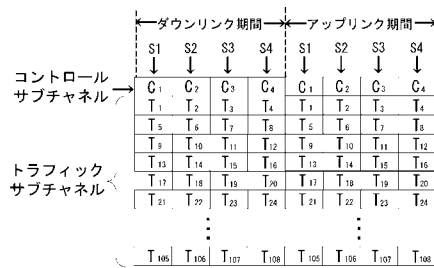 ダウンリンク期間 アップリンク期間
S1 S2 S3 S4 S1 S2 S3 S4
コントロール
サブチャネル
C1 C2 C3 C4 C1 C2 C3 C4
T1 T2 T3 T4 T1 T2 T3 T4
T5 T6 T7 T8 T5 T6 T7 T8
T9 T10 T11 T12 T9 T10 T11 T12
T13 T14 T15 T16 T13 T14 T15 T16
トラフィック
サブチャネル
T17 T18 T19 T20 T17 T18 T19 T20
T21 T22 T23 T24 T21 T22 T23 T24
T105 T106 T107 T108 T105 T106 T107 T108